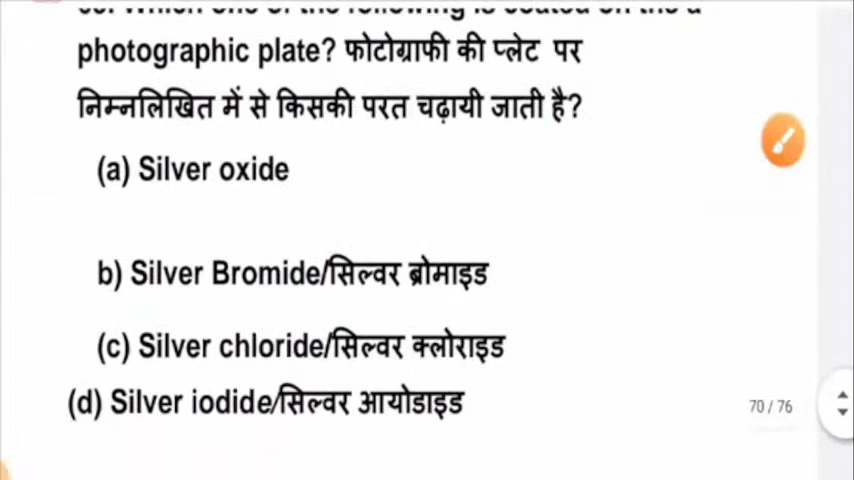 photographic plate? फोटोग्राफी की प्लेट पर
निम्नलिखित में से किसकी परत चढ़ायी जाती है?
(a) Silver oxide
b) Silver Bromide/सिल्वर ब्रोमाइड
(c) Silver chloride/सिल्वर क्लोराइड
(d) Silver iodide/सिल्वर आयोडाइड
70 / 76